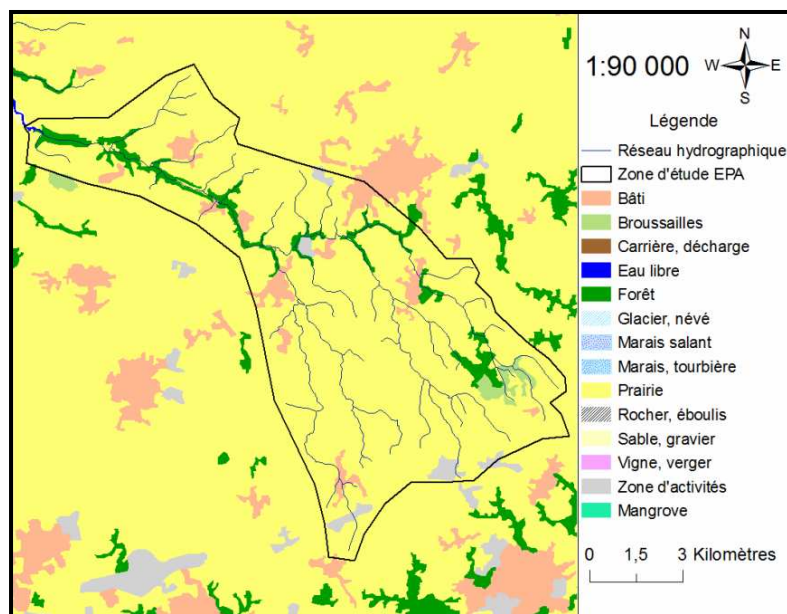 N
1:90 000
W
E
S
Légende
Réseau hydrographique
Zone d'étude EPA
Bâti
Broussailles
Carrière, décharge
Eau libre
Forêt
Glacier, névé
Marais salant
Marais, tourbière
Prairie
Rocher, éboulis
Sable, gravier
Vigne, verger
Zone d'activités
Mangrove
0 1,5 3 Kilomètres